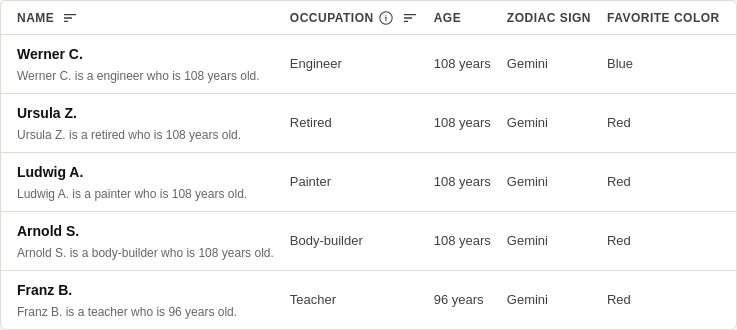 NAME OCCUPATION AGE ZODIAC SIGN FAVORITE COLOR
Werner C.
Werner C. is a engineer who is 108 years old.
Engineer 108 years Gemini Blue
Ursula Z.
Ursula Z. is a retired who is 108 years old.
Retired 108 years Gemini Red
Ludwig A.
Ludwig A. is a painter who is 108 years old.
Painter 108 years Gemini Red
Arnold S.
Arnold S. is a body-builder who is 108 years old.
Body-builder 108 years Gemini Red
Franz B.
Franz B. is a teacher who is 96 years old.
Teacher 96 years Gemini Red